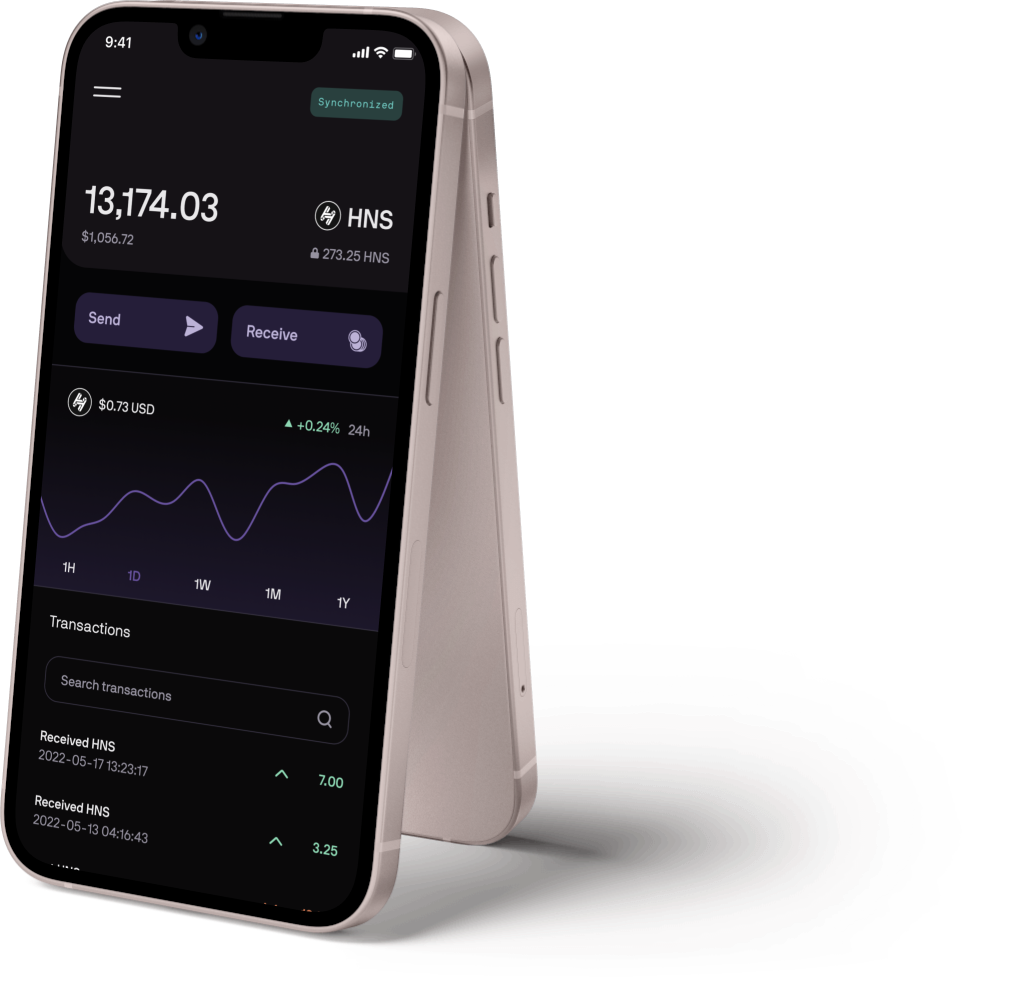 9:41
Synchronized
13,174.03 HNS
$1,056.72 273.25 HNS
Send Receive
$0.73 USD +0.24% 24h
1H 1D 1W 1M 1Y
Transactions
Search transactions
Received HNS
2022-05-17 13:23:17 7.00
Received HNS
2022-05-13 04:16:43 3.25
HNS